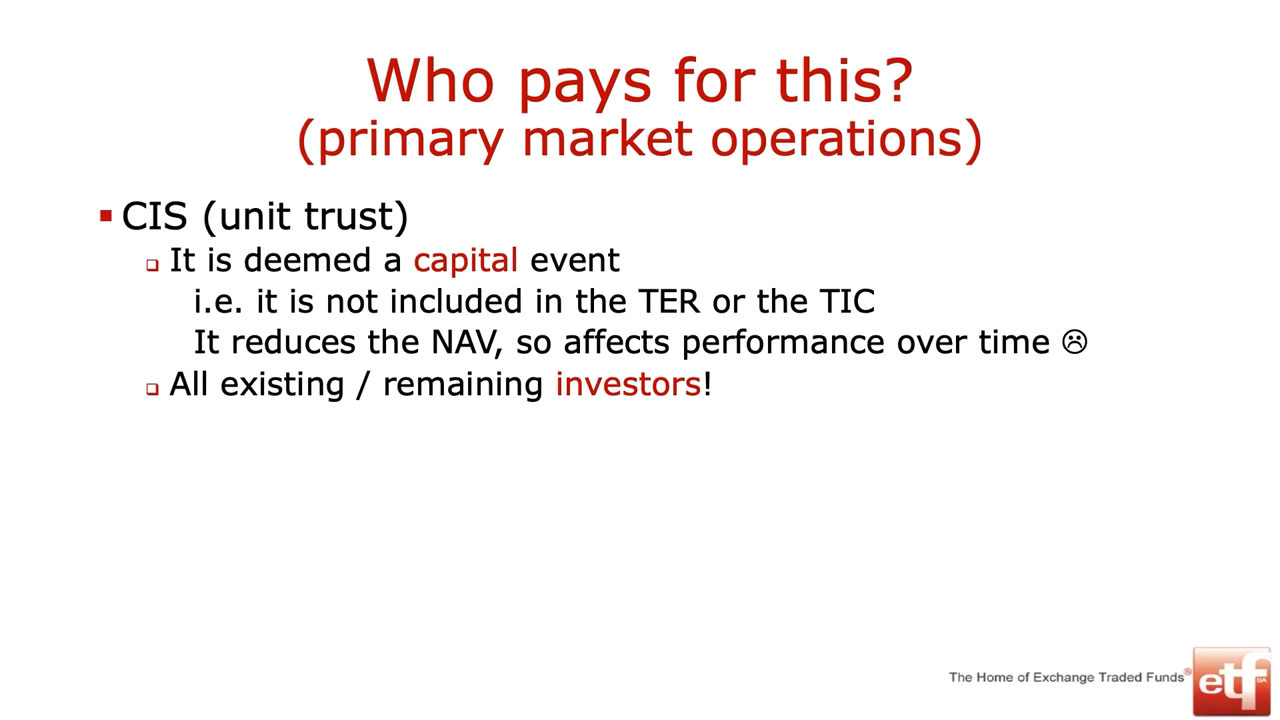 Who pays for this?
(primary market operations)
▪ CIS (unit trust)
❑ It is deemed a capital event
i.e. it is not included in the TER or the TIC
It reduces the NAV, so affects performance over time ☹
❑ All existing / remaining investors!
The Home of Exchange Traded Funds®
etf
SA